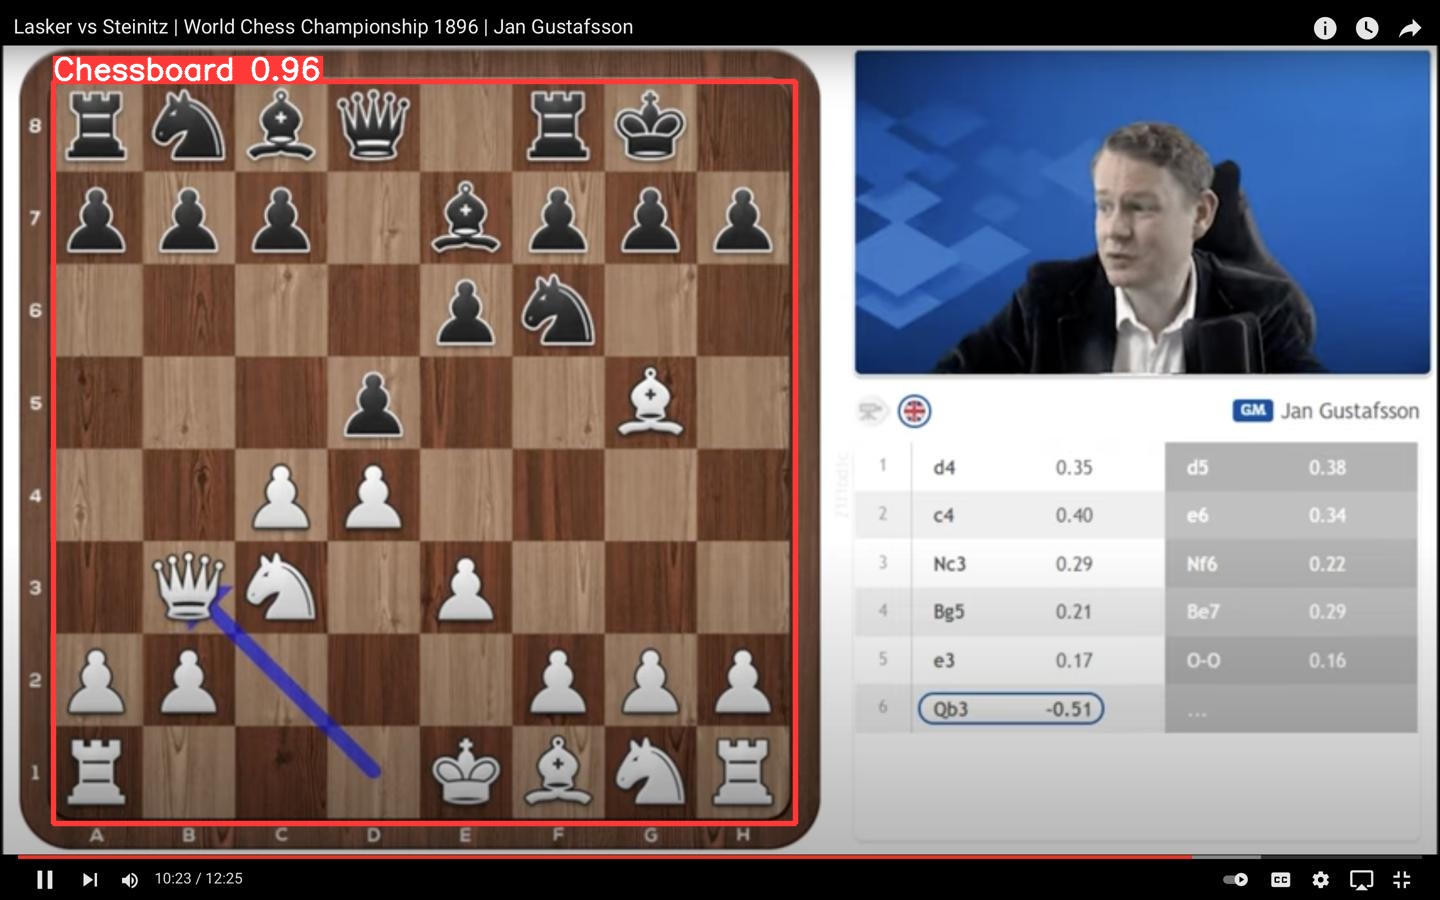 Lasker vs Steinitz | World Chess Championship 1896 | Jan Gustafsson
Chessboard 0.96
8
7
6
5
4
3
2
1
A B C D E F G H
GM Jan Gustafsson
1 d4 0.35 d5 0.38
2 c4 0.40 e6 0.34
3 Nc3 0.29 Nf6 0.22
4 Bg5 0.21 Be7 0.29
5 e3 0.17 O-O 0.16
6 Qb3 -0.51 ...
10:23 / 12:25
CC